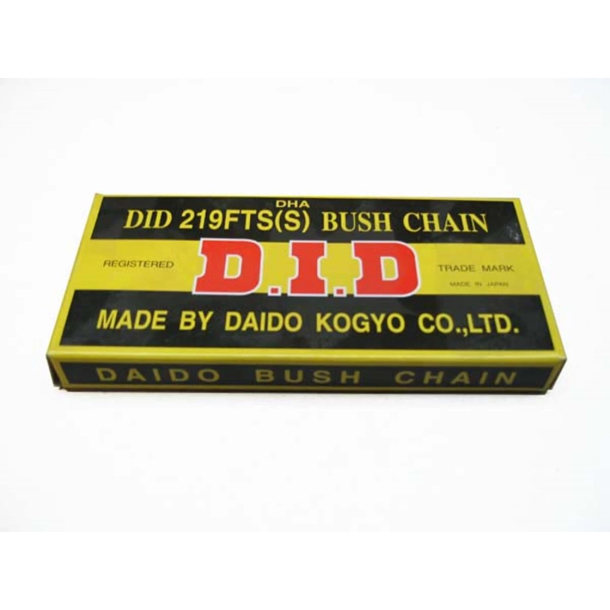 DHA
DID 219FTS(S) BUSH CHAIN
REGISTERED D.I.D TRADE MARK
MADE IN JAPAN
MADE BY DAIDO KOGYO CO.,LTD.
DAIDO BUSH CHAIN